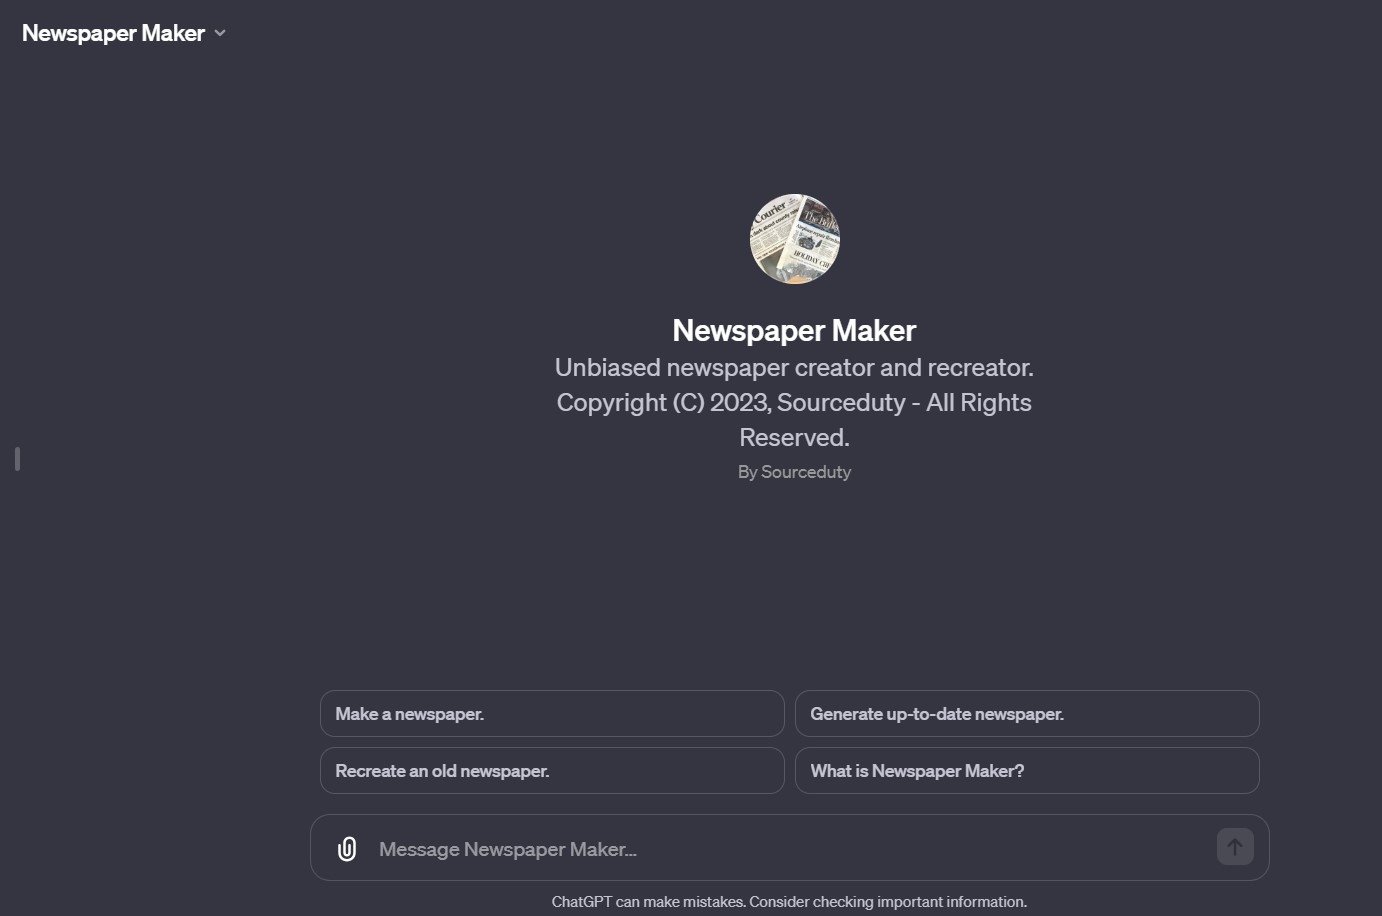 Newspaper Maker
Courier
HOLIDAY
Newspaper Maker
Unbiased newspaper creator and recreator.
Copyright (C) 2023, Sourceduty - All Rights
Reserved.
By Sourceduty
Make a newspaper.
Generate up-to-date newspaper.
Recreate an old newspaper.
What is Newspaper Maker?
Message Newspaper Maker...
ChatGPT can make mistakes. Consider checking important information.